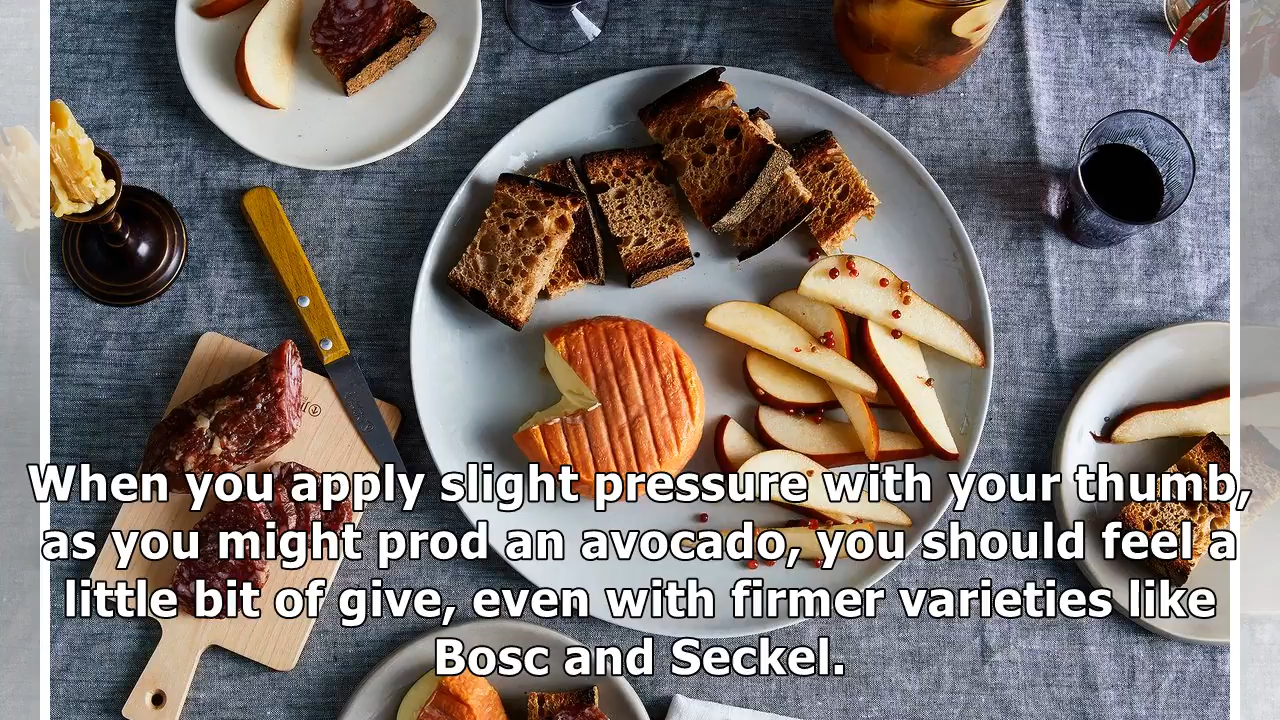 When you apply slight pressure with your thumb,
as you might prod an avocado, you should feel a
little bit of give, even with firmer varieties like
Bosc and Seckel.